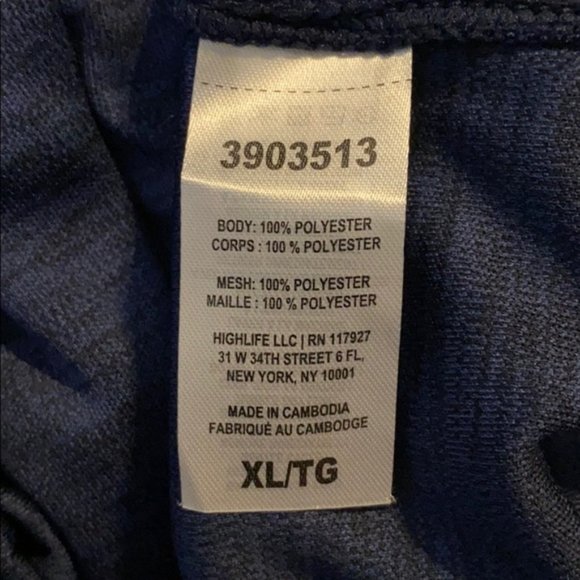 3903513
BODY: 100% POLYESTER
CORPS : 100 % POLYESTER
MESH: 100% POLYESTER
MAILLE : 100 % POLYESTER
HIGHLIFE LLC | RN 117927
31 W 34TH STREET 6 FL,
NEW YORK, NY 10001
MADE IN CAMBODIA
FABRIQUÉ AU CAMBODGE
XL/TG